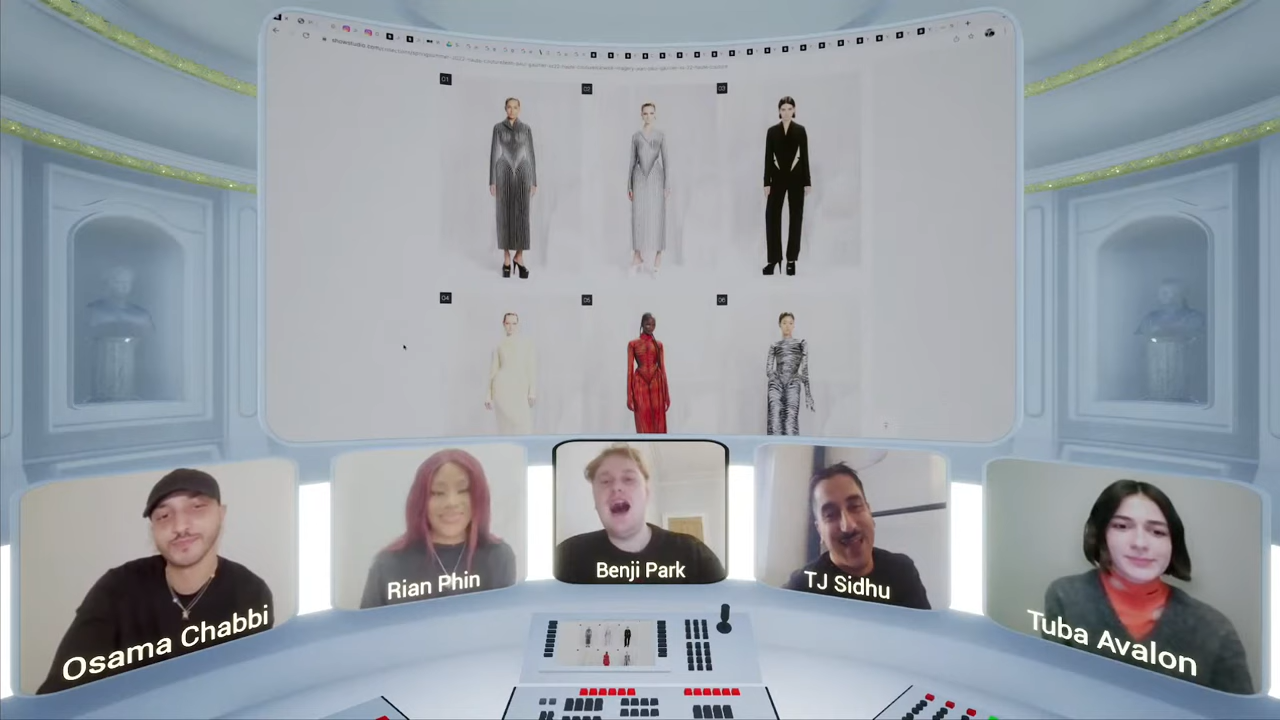 01
02
03
04
05
06
Osama Chabbi
Rian Phin
Benji Park
TJ Sidhu
Tuba Avalon